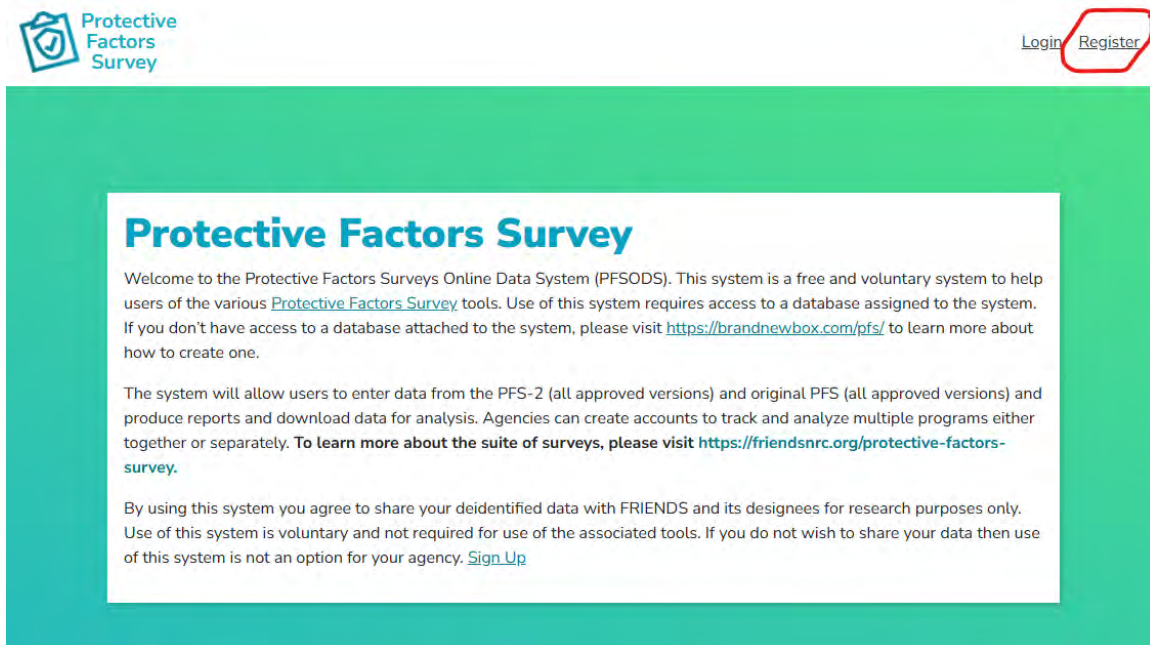 Protective
Factors
Survey
Login Register
Protective Factors Survey
Welcome to the Protective Factors Surveys Online Data System (PFSODS). This system is a free and voluntary system to help
users of the various Protective Factors Survey tools. Use of this system requires access to a database assigned to the system.
If you don't have access to a database attached to the system, please visit https://brandnewbox.com/pfs/ to learn more about
how to create one.
The system will allow users to enter data from the PFS-2 (all approved versions) and original PFS (all approved versions) and
produce reports and download data for analysis. Agencies can create accounts to track and analyze multiple programs either
together or separately. To learn more about the suite of surveys, please visit https://friendsnrc.org/protective-factors-
survey.
By using this system you agree to share your deidentified data with FRIENDS and its designees for research purposes only.
Use of this system is voluntary and not required for use of the associated tools. If you do not wish to share your data then use
of this system is not an option for your agency. Sign Up